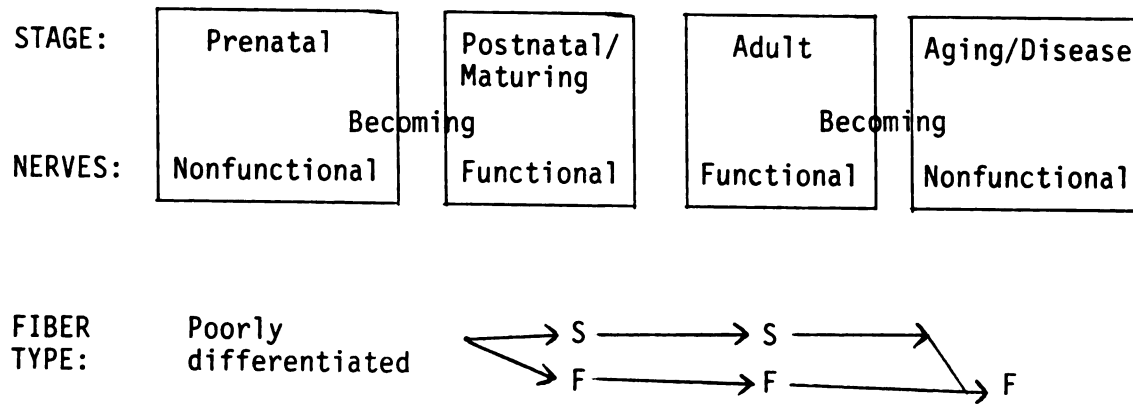 STAGE: Prenatal Postnatal/ Adult Aging/Disease
Maturing
Becoming Becoming
NERVES: Nonfunctional Functional Functional Nonfunctional
FIBER Poorly S S
TYPE: differentiated F F F